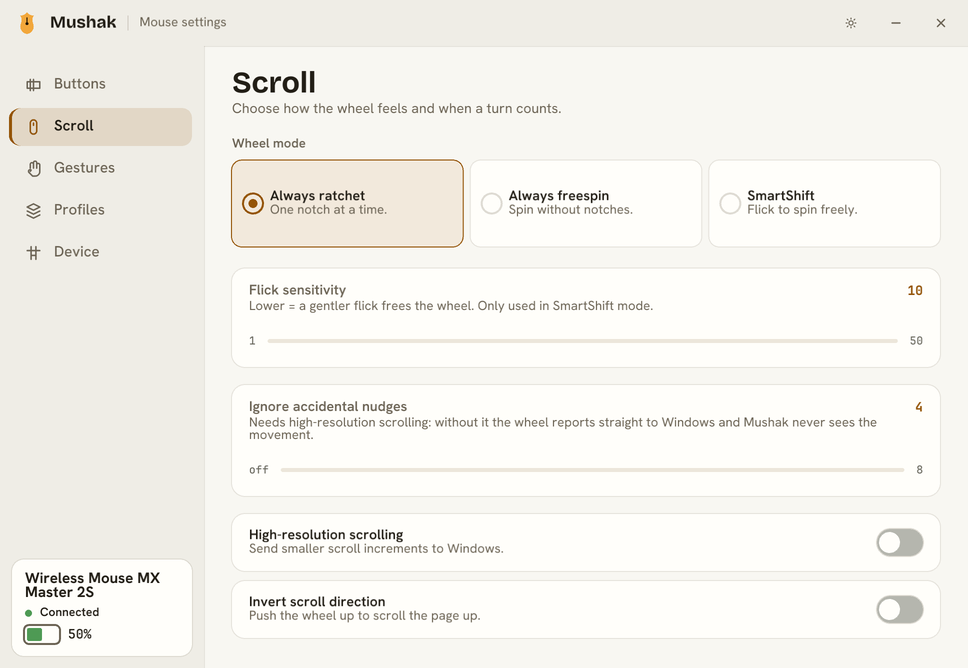 Mushak
Mouse settings
Buttons
Scroll
Gestures
Profiles
Device
Wireless Mouse MX
Master 2S
Connected
50%
Scroll
Choose how the wheel feels and when a turn counts.
Wheel mode
Always ratchet
One notch at a time.
Always freespin
Spin without notches.
SmartShift
Flick to spin freely.
Flick sensitivity
10
Lower = a gentler flick frees the wheel. Only used in SmartShift mode.
1
50
Ignore accidental nudges
4
Needs high-resolution scrolling: without it the wheel reports straight to Windows and Mushak never sees the
movement.
off
8
High-resolution scrolling
Send smaller scroll increments to Windows.
Invert scroll direction
Push the wheel up to scroll the page up.